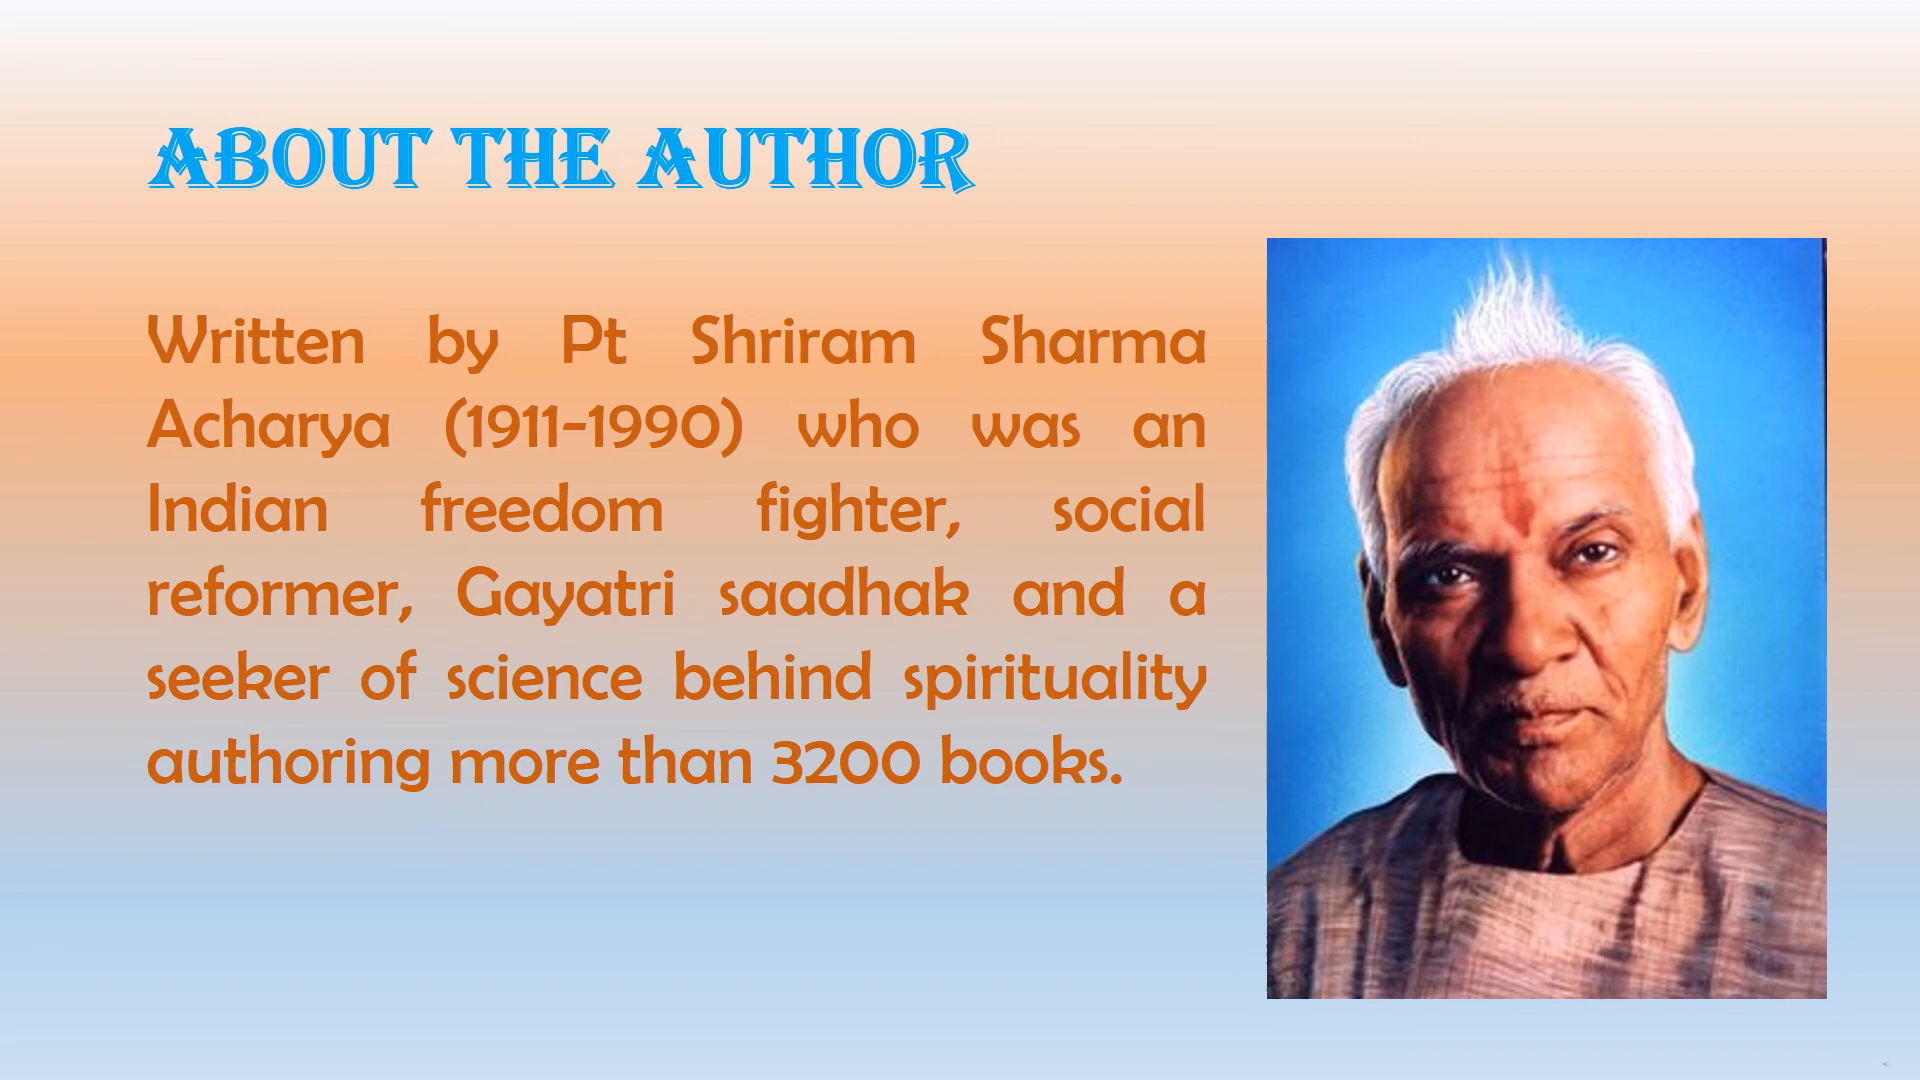 ABOUT THE AUTHOR
Written by Pt Shriram Sharma
Acharya (1911-1990) who was an
Indian freedom fighter, social
reformer, Gayatri saadhak and a
seeker of science behind spirituality
authoring more than 3200 books.